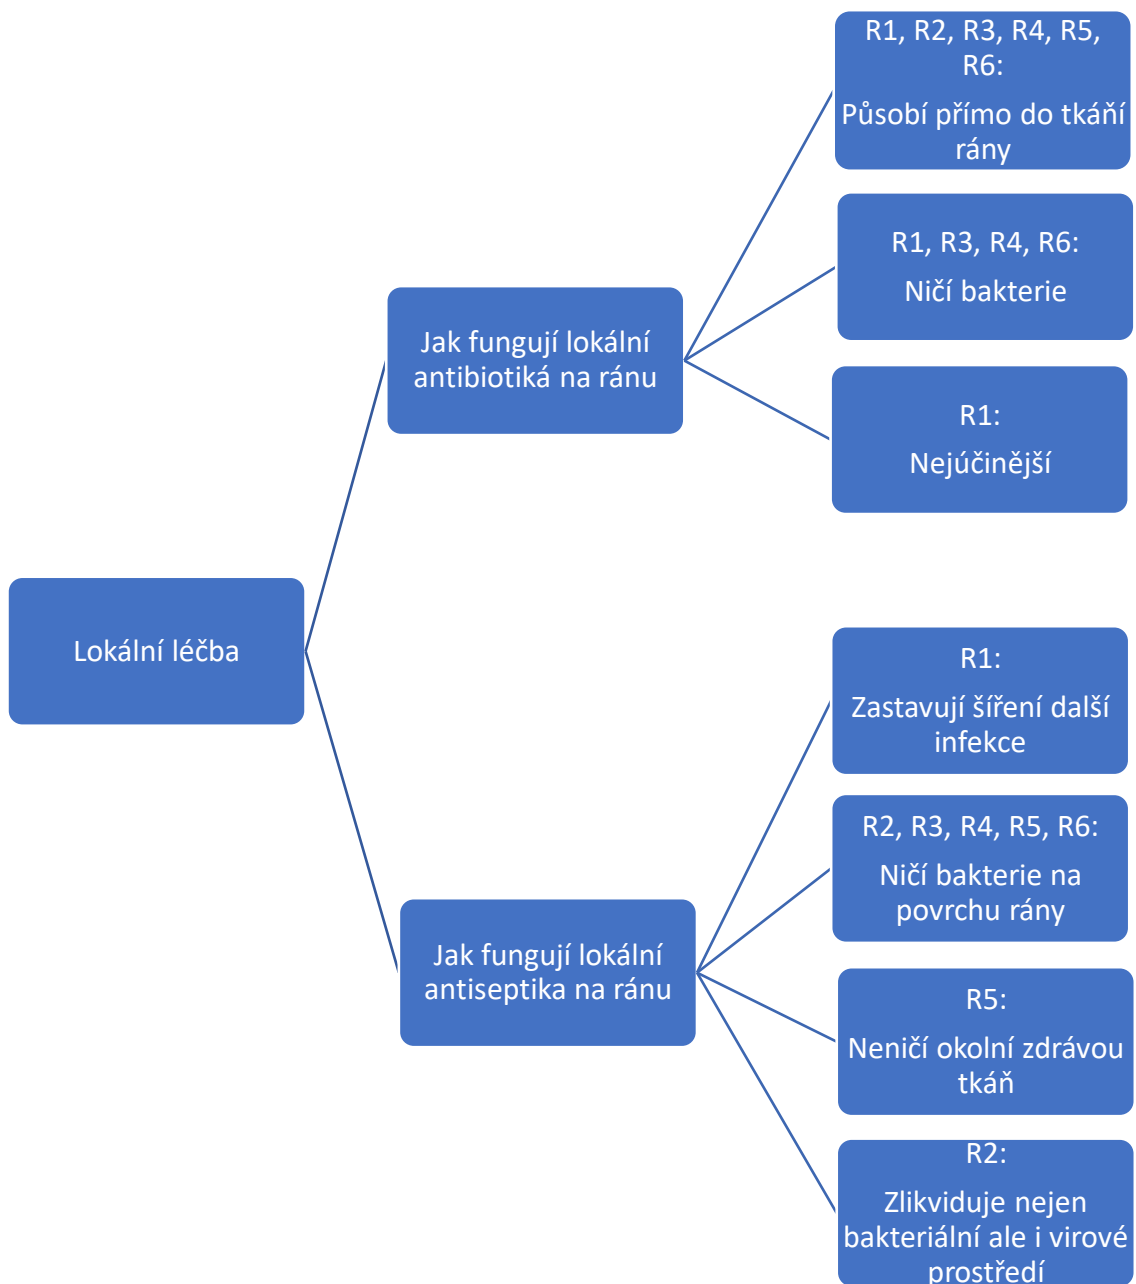 R1, R2, R3, R4, R5,
R6:
Působí přímo do tkáňí
rány
R1, R3, R4, R6:
Ničí bakterie
Jak fungují lokální
antibiotiká na ránu
R1:
Nejúčinější
Lokální léčba
R1:
Zastavují šíření další
infekce
R2, R3, R4, R5, R6:
Ničí bakterie na
povrchu rány
Jak fungují lokální
antiseptika na ránu
R5:
Neničí okolní zdrávou
tkáň
R2:
Zlikviduje nejen
bakteriální ale i virové
prostředí